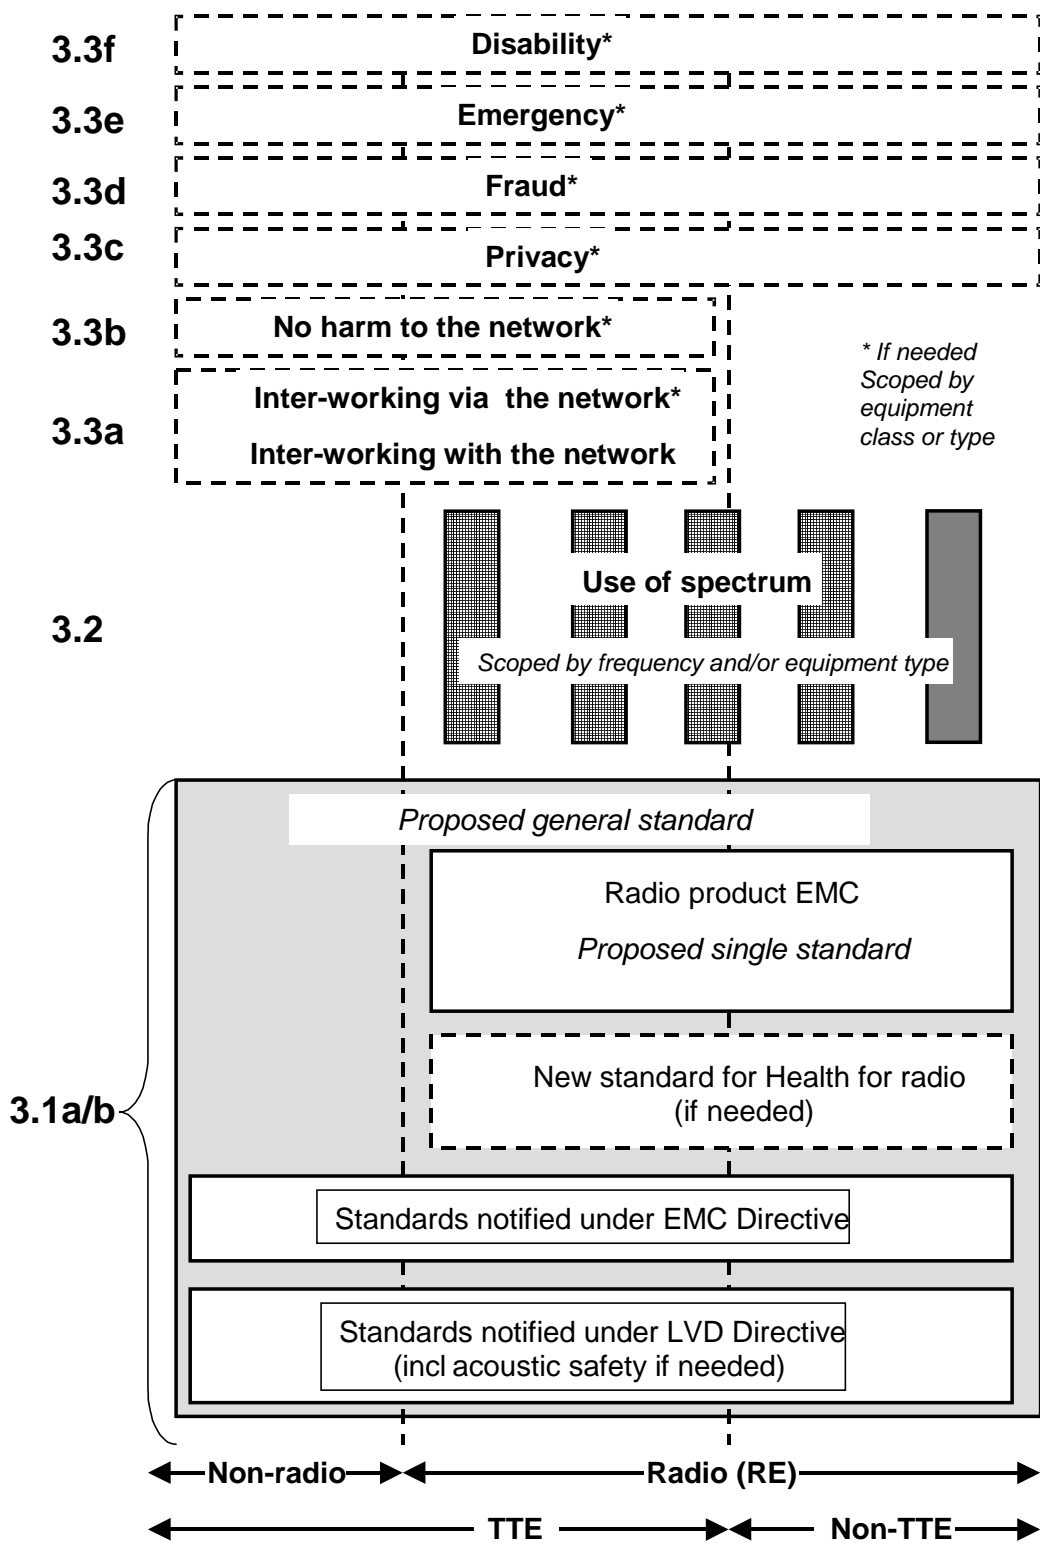 3.3f
Disability*
3.3e
Emergency*
3.3d
Fraud*
3.3c
Privacy*
3.3b
No harm to the network*
* If needed
Scoped by
equipment
class or type
3.3a
Inter-working via the network*
Inter-working with the network
3.2
Use of spectrum
Scoped by frequency and/or equipment type
3.1a/b
Proposed general standard
Radio product EMC
Proposed single standard
New standard for Health for radio
(if needed)
Standards notified under EMC Directive
Standards notified under LVD Directive
(incl acoustic safety if needed)
Non-radio
Radio (RE)
TTE
Non-TTE